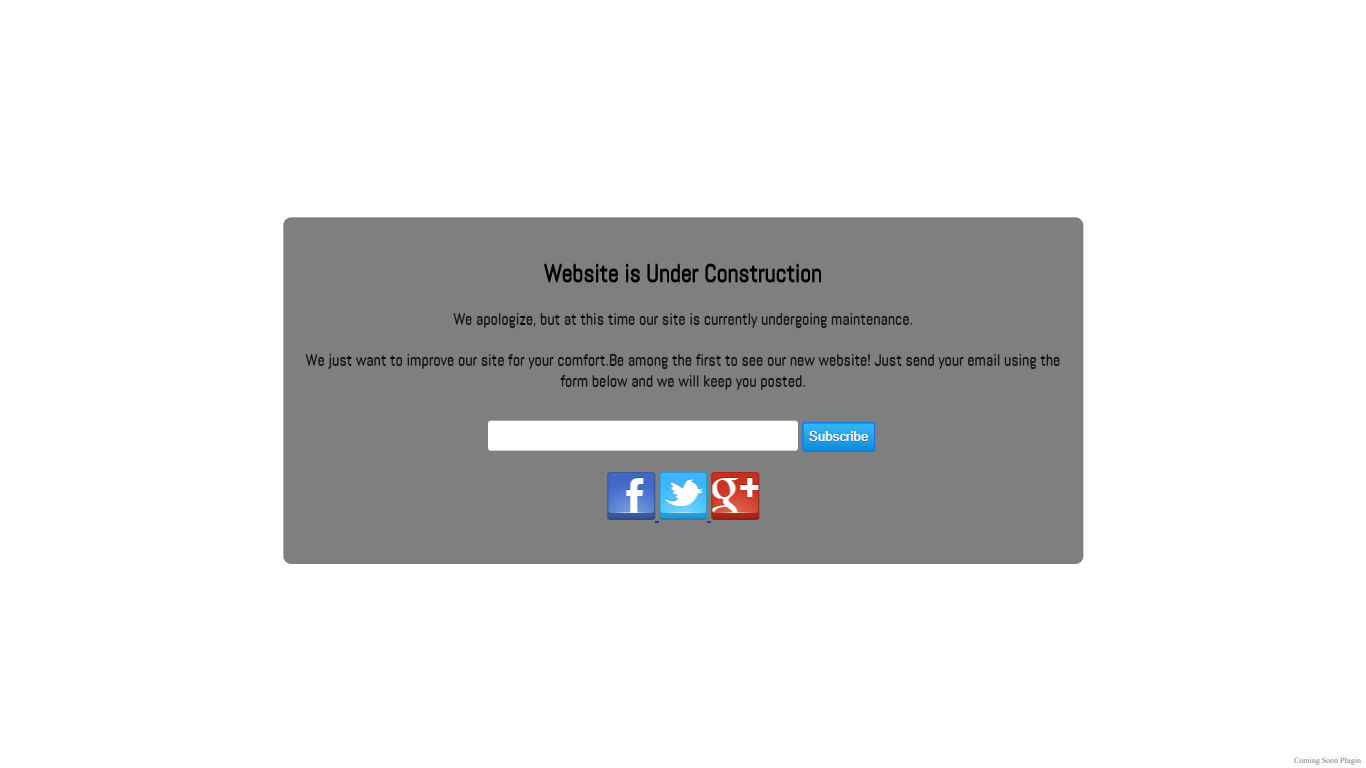 Website is Under Construction
We apologize, but at this time our site is currently undergoing maintenance.
We just want to improve our site for your comfort.Be among the first to see our new website! Just send your email using the
form below and we will keep you posted.
Subscribe
f g+
Coming Soon Plugin